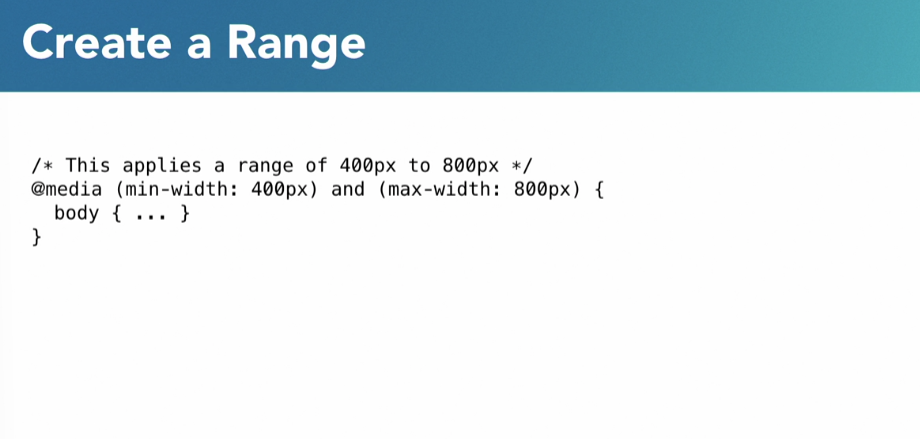 Create a Range
/* This applies a range of 400px to 800px */
@media (min-width: 400px) and (max-width: 800px) {
  body { ... }
}